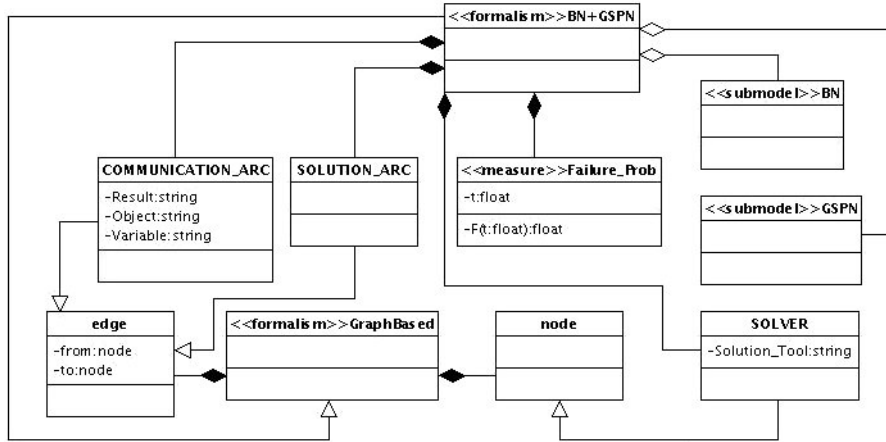 <<formalism>>BN+GSPN
<<submodel>>BN
COMMUNICATION_ARC
-Result:string
-Object:string
-Variable:string
SOLUTION_ARC
<<measure>>Failure_Prob
-t:float
-F(t:float):float
<<submodel>>GSPN
edge
-from:node
-to:node
<<formalism>>GraphBased
node
SOLVER
-Solution_Tool:string